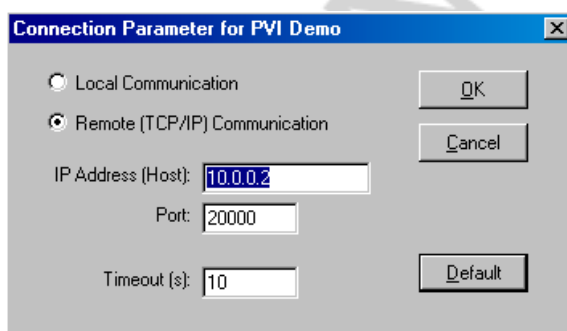 Connection Parameter for PVI Demo
Local Communication
OK
Remote (TCP/IP) Communication
Cancel
IP Address (Host): 10.0.0.2
Port: 20000
Timeout (s): 10
Default